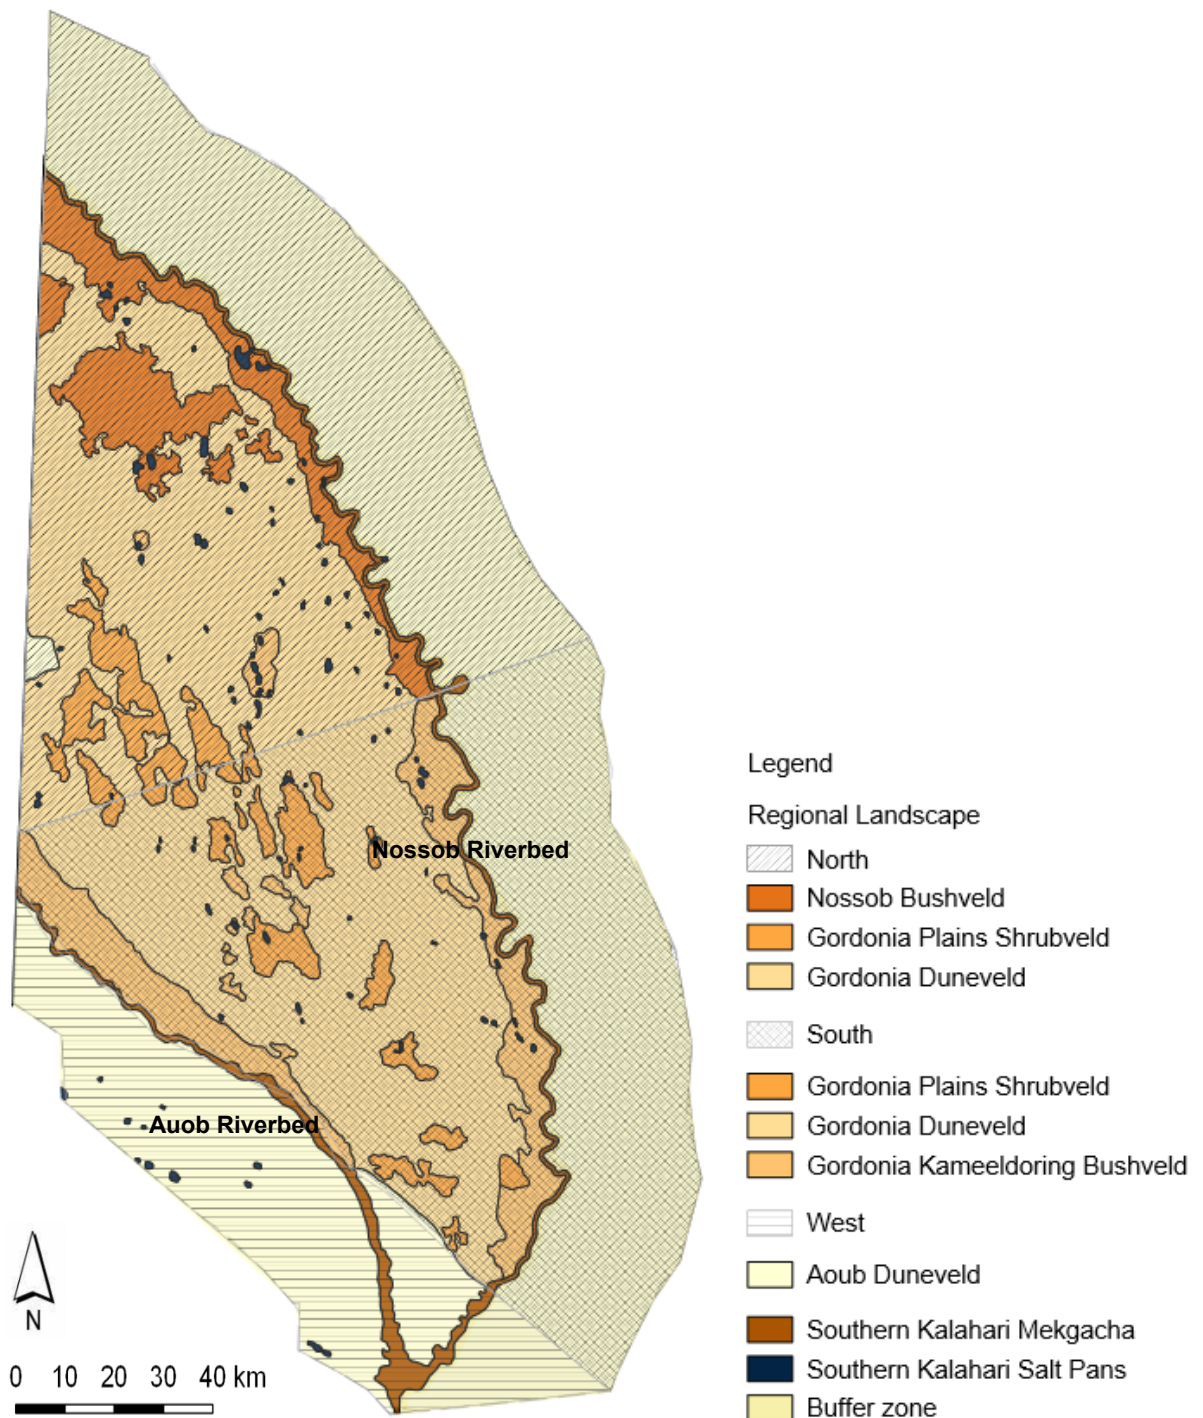 Nossob Riverbed
Auob Riverbed
N
0 10 20 30 40 km
Legend
Regional Landscape
North
Nossob Bushveld
Gordonia Plains Shrubveld
Gordonia Duneveld
South
Gordonia Plains Shrubveld
Gordonia Duneveld
Gordonia Kameeldoring Bushveld
West
Aoub Duneveld
Southern Kalahari Mekgacha
Southern Kalahari Salt Pans
Buffer zone